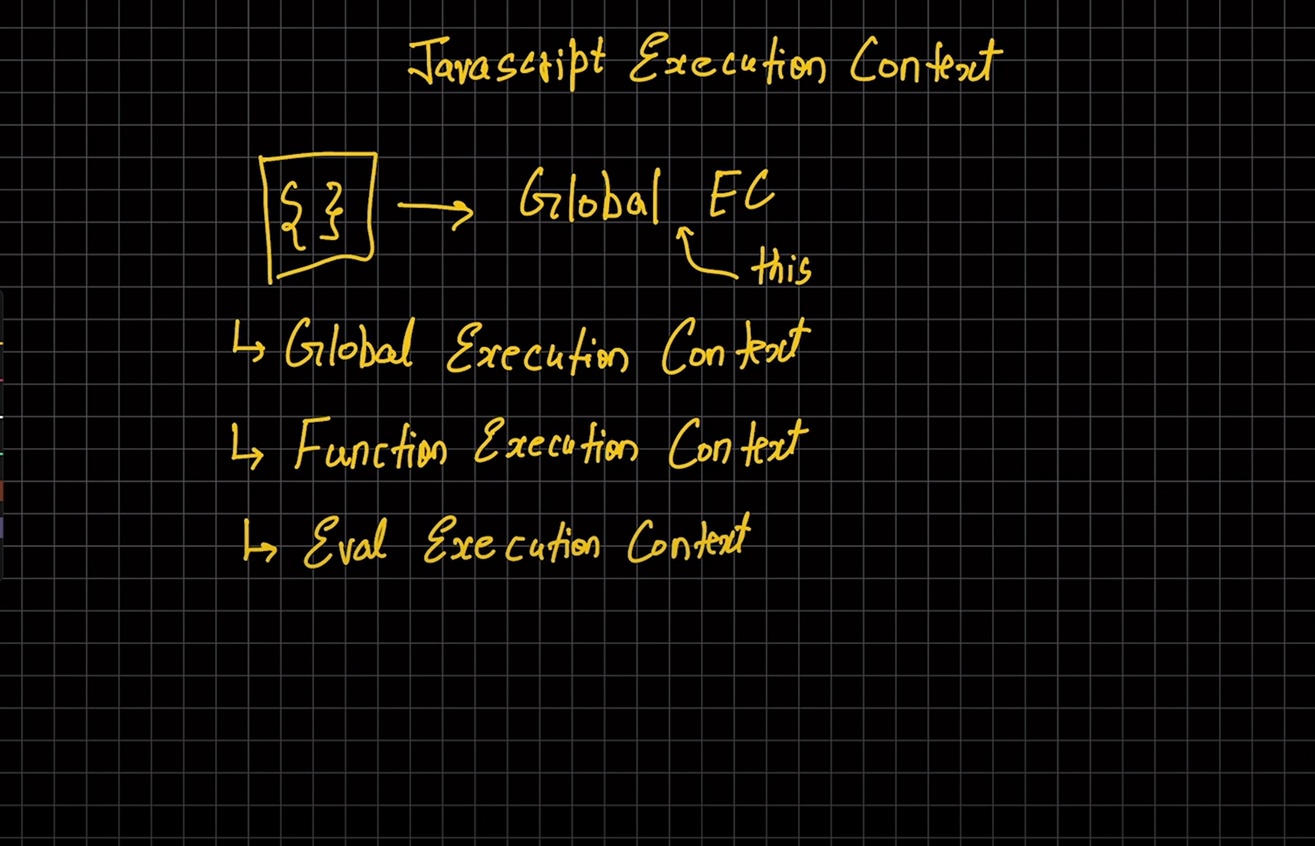 Javascript Execution Context
{ } → Global EC
this
↳ Global Execution Context
↳ Function Execution Context
↳ Eval Execution Context